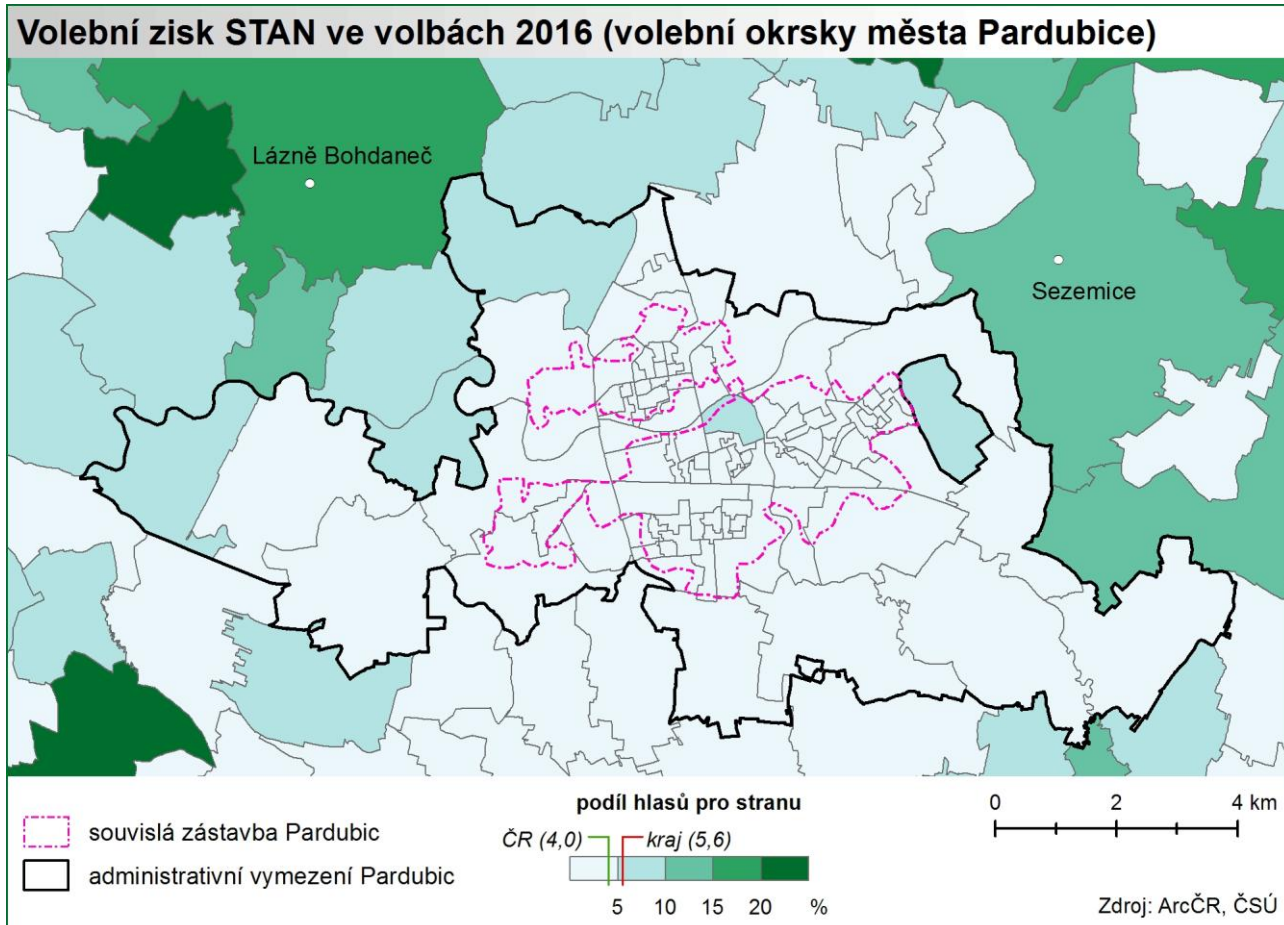 Volební zisk STAN ve volbách 2016 (volební okrsky města Pardubice)
Lázně Bohdaneč
Sezemice
souvislá zástavba Pardubic
administrativní vymezení Pardubic
podíl hlasů pro stranu
ČR (4,0) kraj (5,6)
5 10 15 20 %
0 2 4 km
Zdroj: ArcČR, ČSÚ